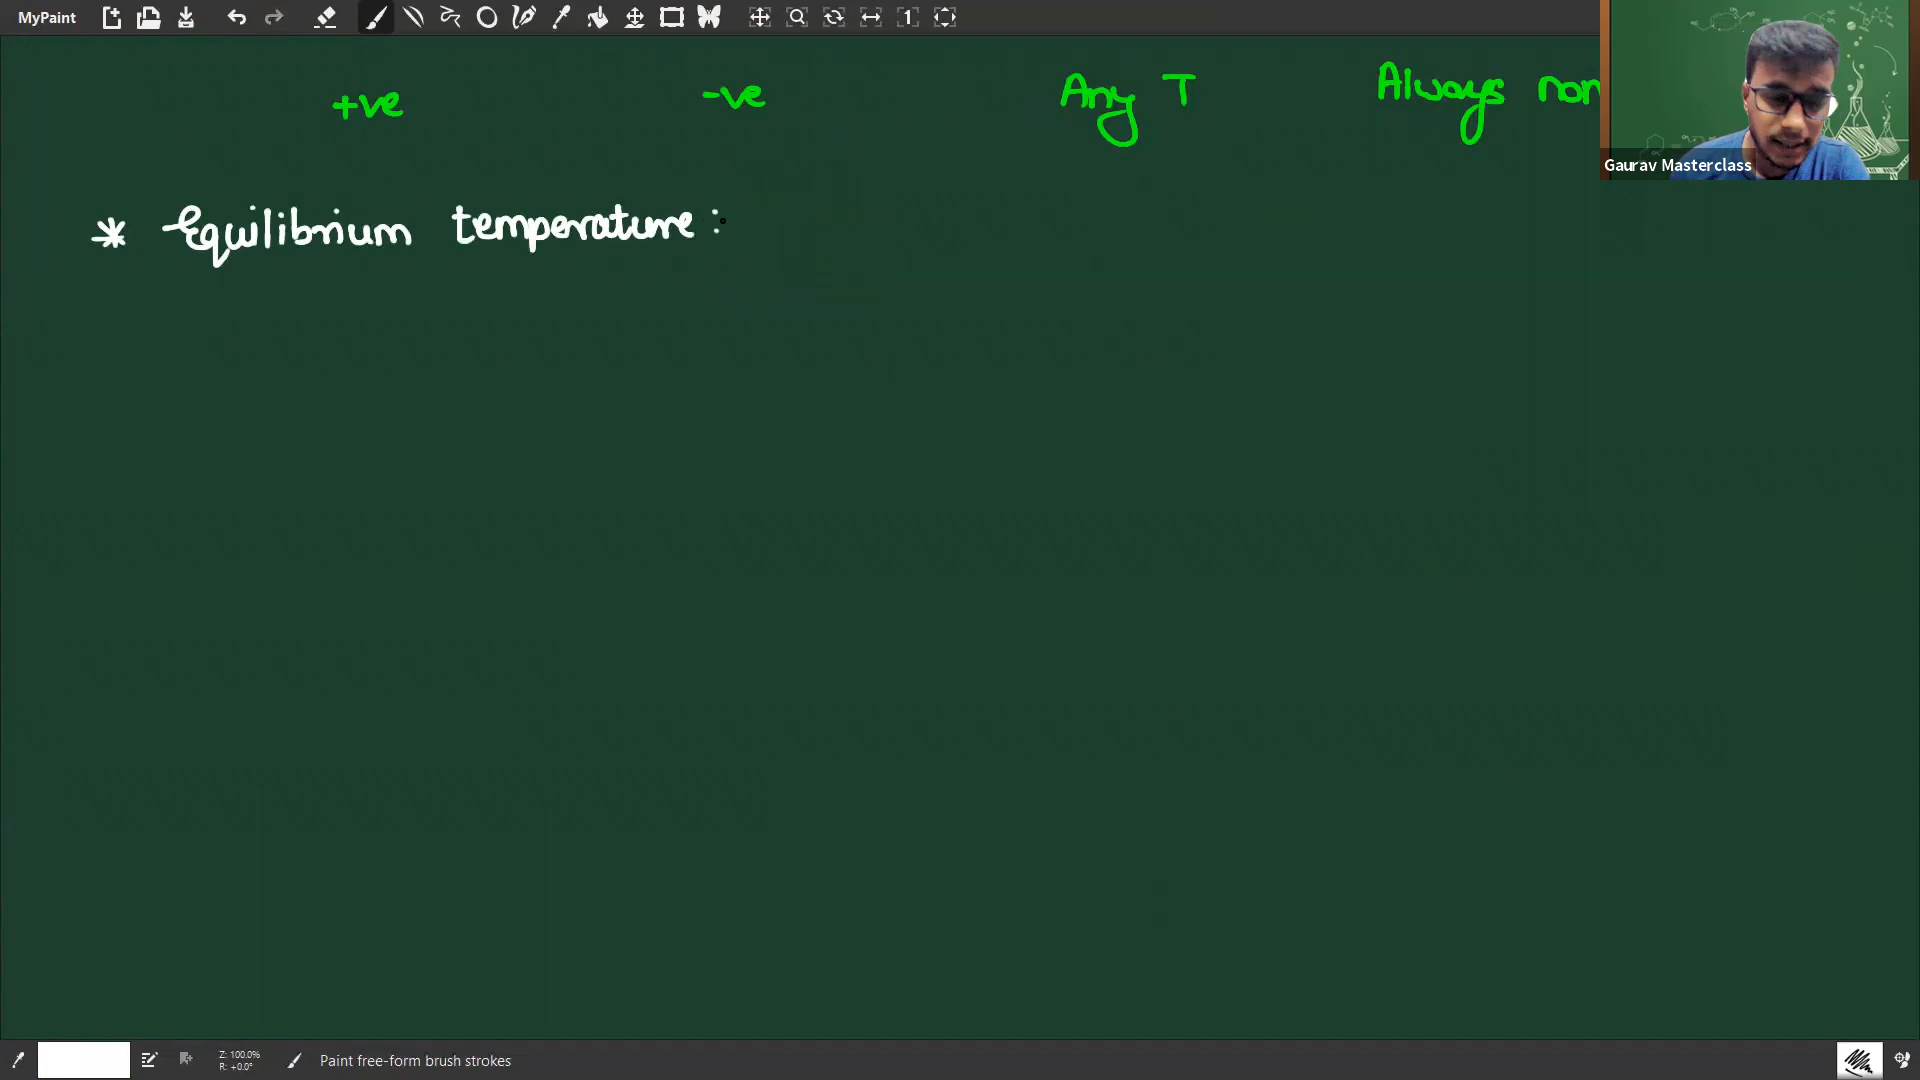 MyPaint
+ve -ve Any T Always non
Gaurav Masterclass
* Equilibrium temperature :
Z: 100.0%
R: +0.0°
Paint free-form brush strokes